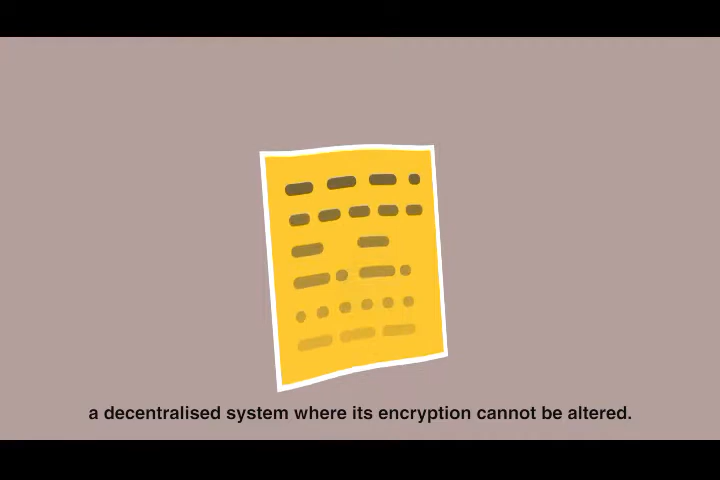 a decentralised system where its encryption cannot be altered.